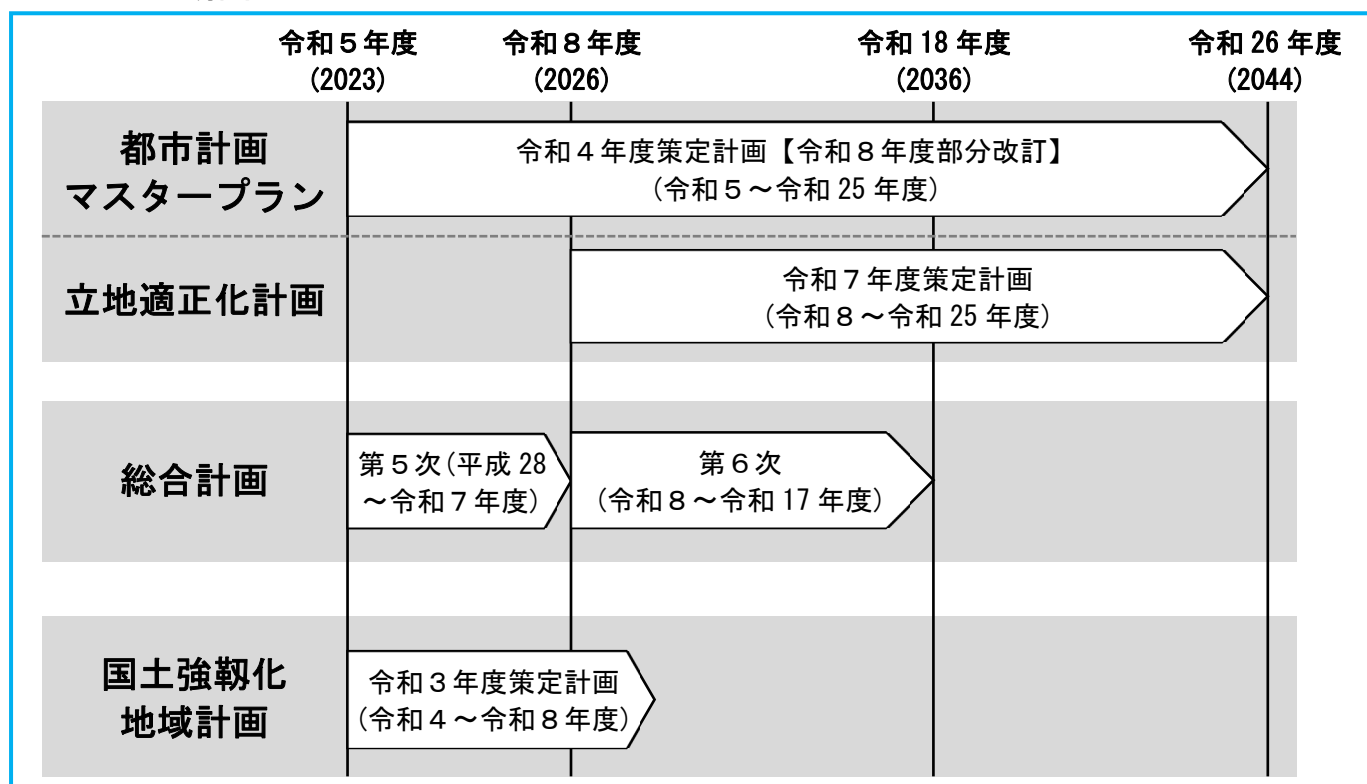 令和５年度
(2023)
令和８年度
(2026)
令和 18 年度
(2036)
令和 26 年度
(2044)
都市計画
マスタープラン
令和４年度策定計画【令和８年度部分改訂】
(令和５～令和 25 年度)
立地適正化計画
令和７年度策定計画
(令和８～令和 25 年度)
総合計画
第５次(平成 28
～令和７年度)
第６次
(令和８～令和 17 年度)
国土強靱化
地域計画
令和３年度策定計画
(令和４～令和８年度)